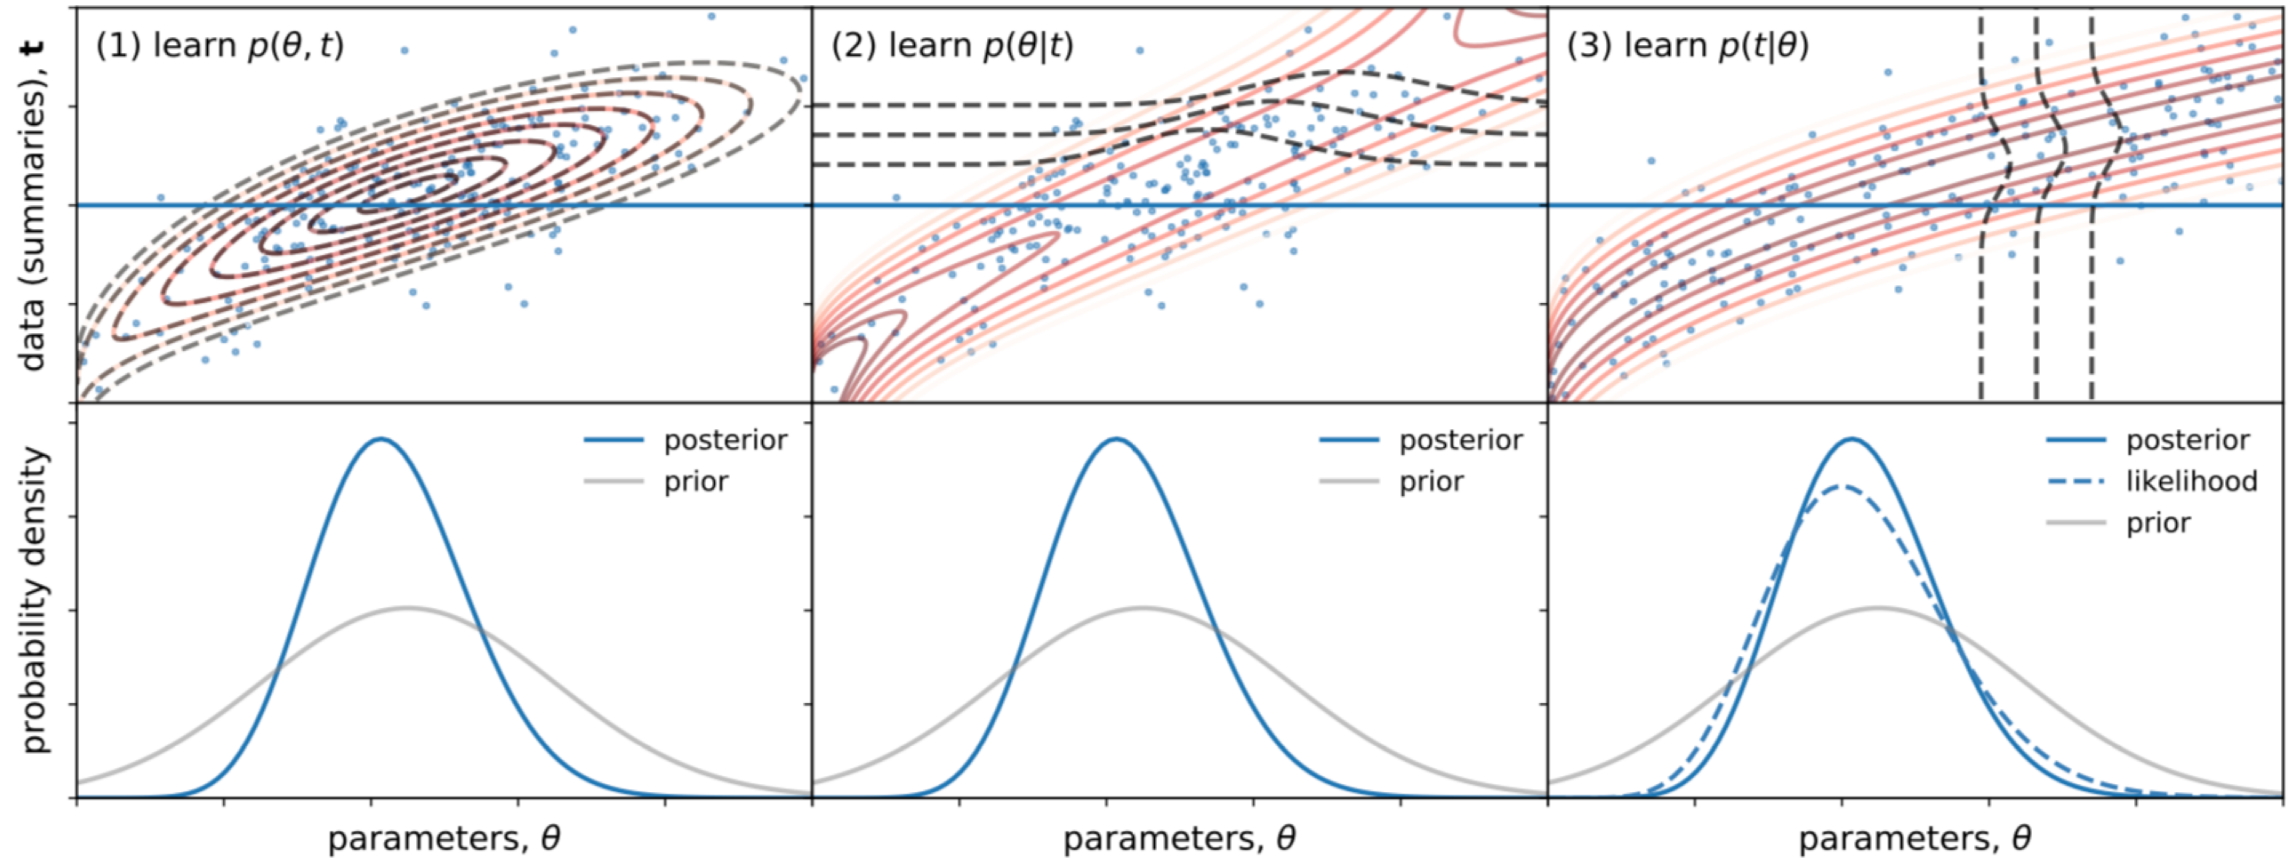 (1) learn p(θ, t)
(2) learn p(θ|t)
(3) learn p(t|θ)
data (summaries), t
posterior
prior
posterior
prior
posterior
likelihood
prior
probability density
parameters, θ
parameters, θ
parameters, θ